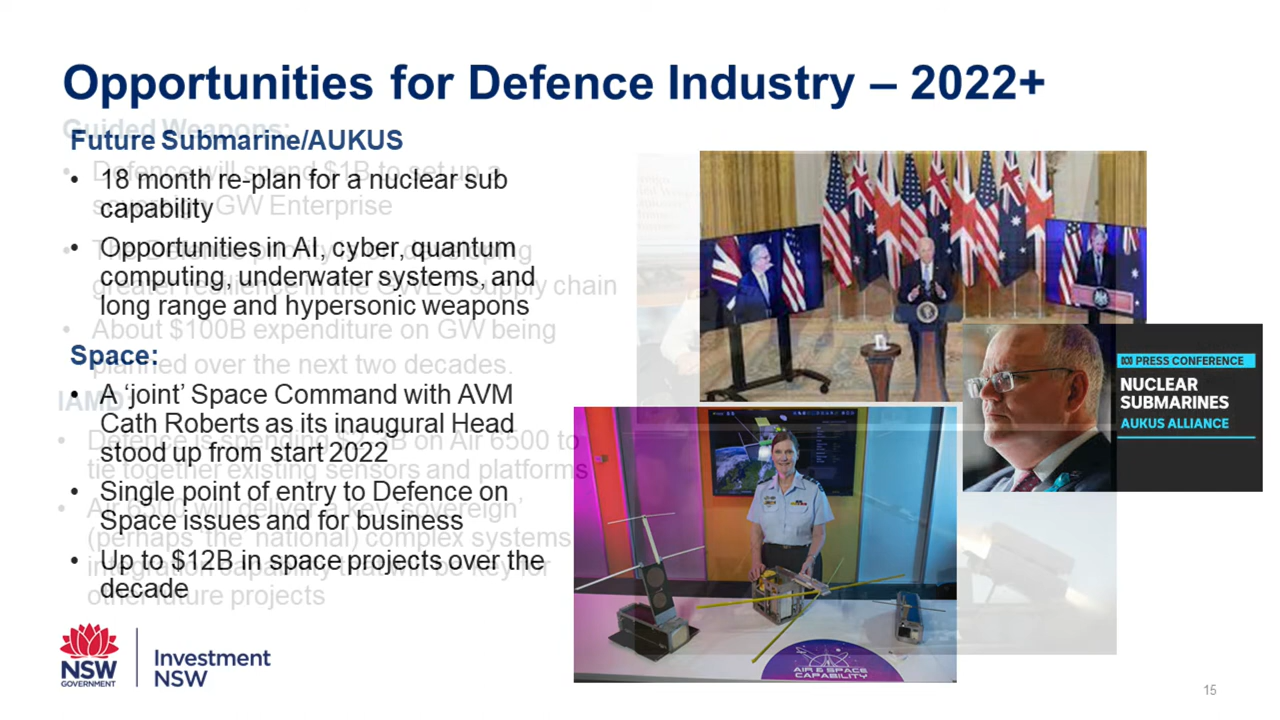 Opportunities for Defence Industry – 2022+
Guided Weapons:
Future Submarine/AUKUS
• Defence will spend $1B to set up a
• 18 month re-plan for a nuclear sub
capability
GW Enterprise
• Opportunities in AI, cyber, quantum
computing, underwater systems, and
long range and hypersonic weapons
supply chain
• About $100B expenditure on GW being
planned over the next two decades.
Space:
IAMD
• A ‘joint’ Space Command with AVM
Cath Roberts as its inaugural Head
stood up from start 2022
• Defence is spending on Air 6500 to
tie together existing sensors and platforms
• Single point of entry to Defence on
Space issues and for business
• Air 6500 will deliver a key ‘sovereign’
(perhaps ‘the’ national) complex systems
• Up to $12B in space projects over the
decade
integration capability that will be key for
other future projects
PRESS CONFERENCE
NUCLEAR
SUBMARINES
AUKUS ALLIANCE
AIR & SPACE
CAPABILITY
NSW
GOVERNMENT
Investment
NSW
15